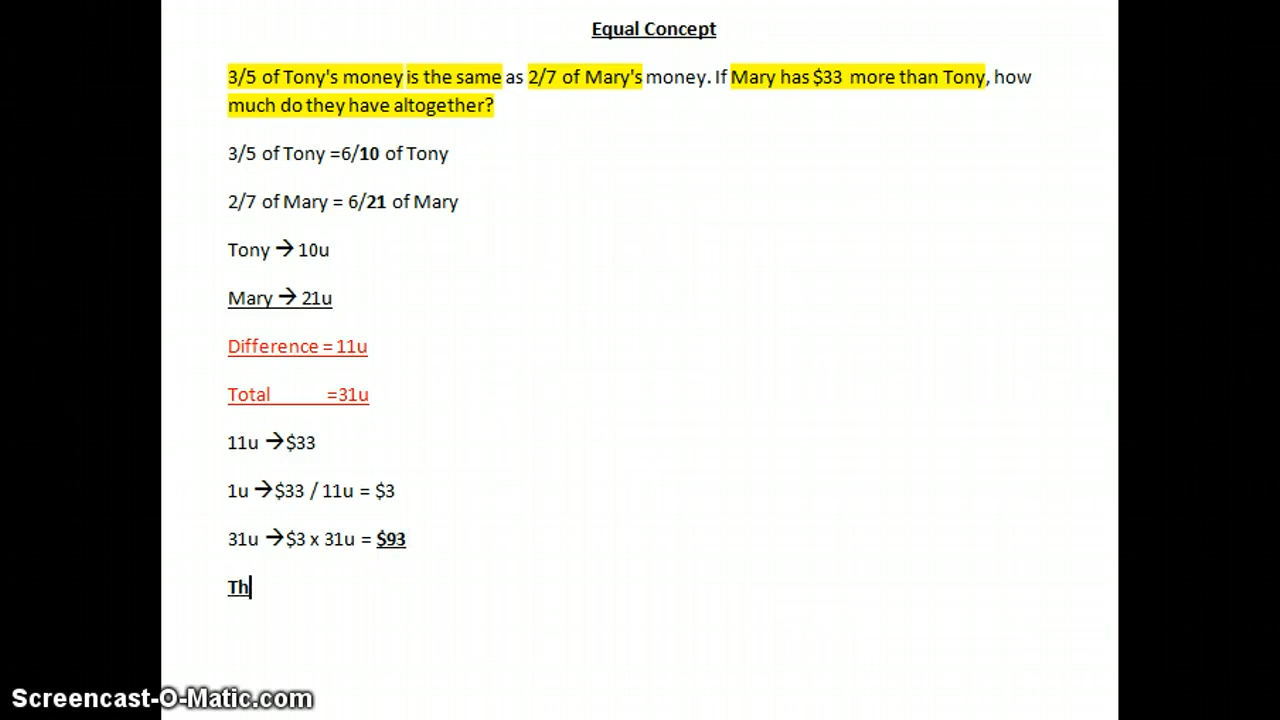 Equal Concept
3/5 of Tony's money is the same as 2/7 of Mary's money. If Mary has $33 more than Tony, how
much do they have altogether?
3/5 of Tony =6/10 of Tony
2/7 of Mary = 6/21 of Mary
Tony → 10u
Mary → 21u
Difference = 11u
Total =31u
11u →$33
1u →$33 / 11u = $3
31u →$3 x 31u = $93
Th
Screencast-O-Matic.com